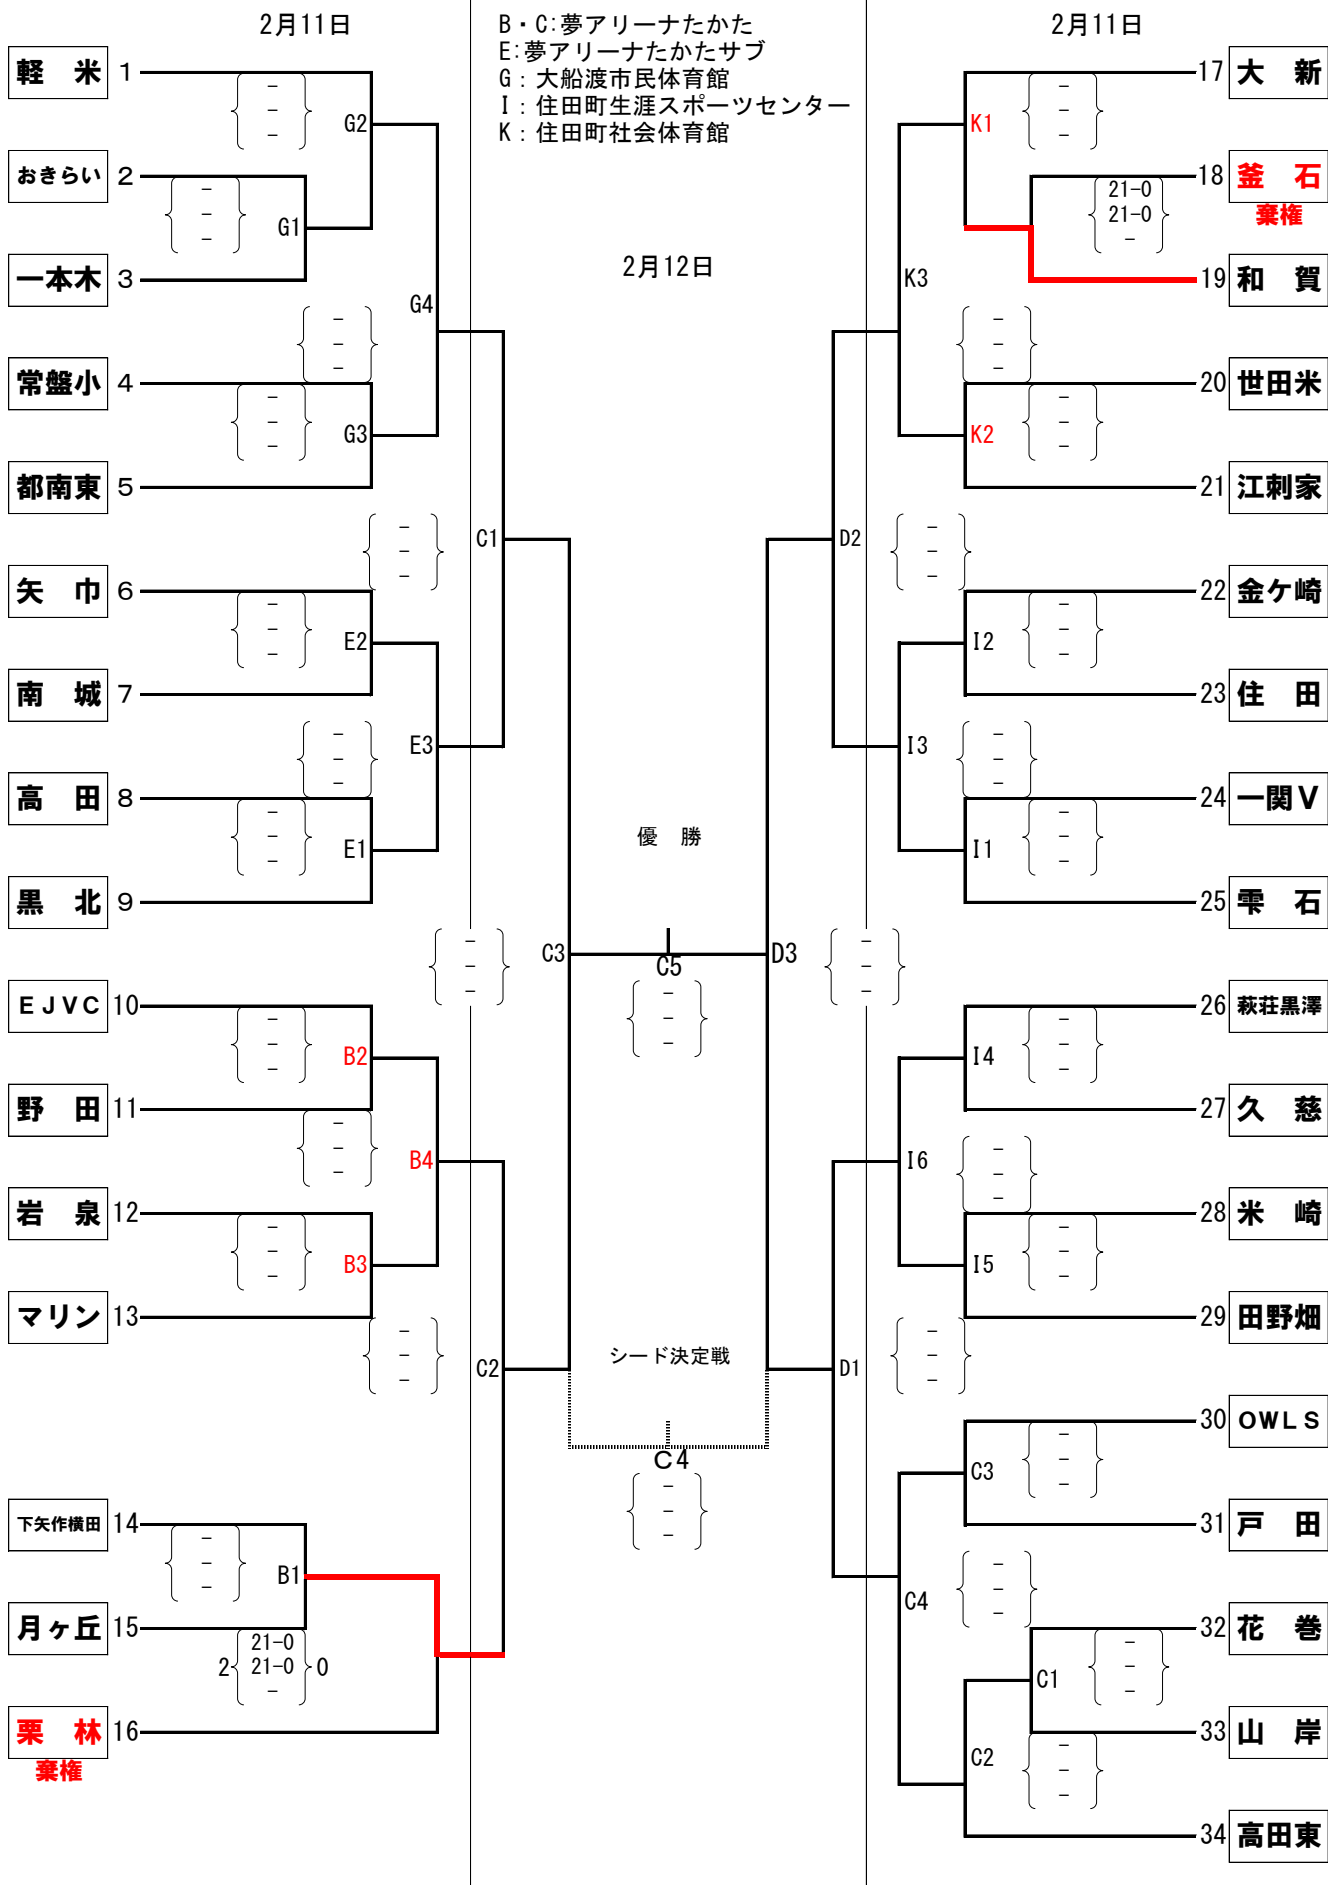 2月11日
B・C:夢アリーナたかた
E:夢アリーナたかたサブ
G：大船渡市民体育館
I：住田町生涯スポーツセンター
K：住田町社会体育館
2月11日
2月12日
軽　米 1
おきらい 2
一本木 3
常盤小 4
都南東 5
矢　巾 6
南　城 7
高　田 8
黒　北 9
ＥＪＶＣ 10
野　田 11
岩　泉 12
マリン 13
下矢作横田 14
月ヶ丘 15
栗　林 16
棄権
G2
- - -
G1
- - -
G4
- - -
G3
- - -
C1
- - -
E2
- - -
E3
- - -
E1
- - -
C3
- - -
B2
- - -
B4
- - -
B3
- - -
C2
- - -
B1
- - -
21-0
2 21-0 0
-
優　勝
C5
- - -
シード決定戦
Ｃ4
- - -
17 大　新
18 釜　石
棄権
19 和　賀
20 世田米
21 江刺家
22 金ケ崎
23 住　田
24 一関Ｖ
25 雫　石
26 萩荘黒澤
27 久　慈
28 米　崎
29 田野畑
30 ＯＷＬＳ
31 戸　田
32 花　巻
33 山　岸
34 高田東
K1
- - -
21-0
21-0
-
K3
- - -
K2
- - -
D2
- - -
I2
- - -
I3
- - -
I1
- - -
D3
- - -
I4
- - -
I6
- - -
I5
- - -
D1
- - -
C3
- - -
C4
- - -
C1
- - -
C2
- - -